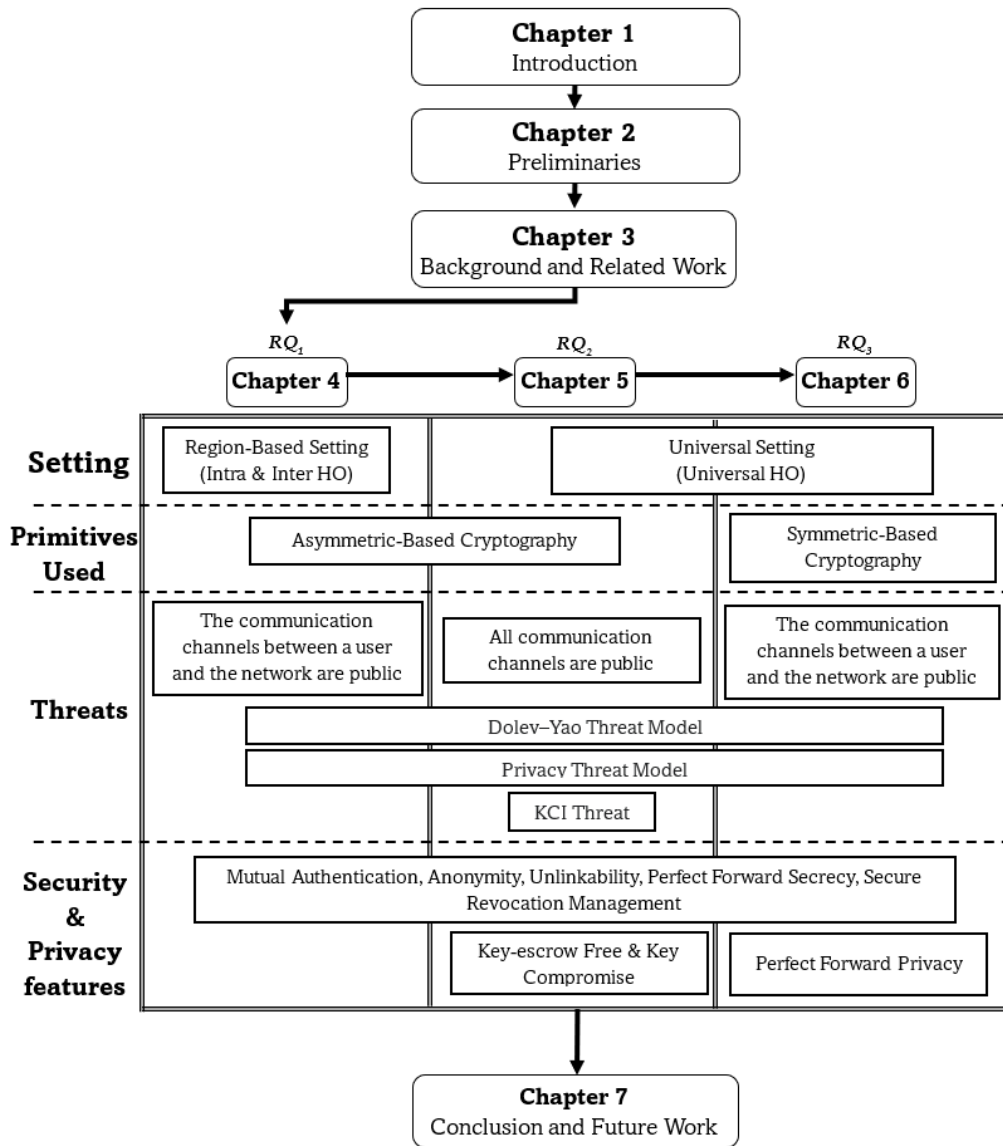 Chapter 1
Introduction
Chapter 2
Preliminaries
Chapter 3
Background and Related Work
RQ₁
RQ₂
RQ₃
Chapter 4
Chapter 5
Chapter 6
Setting
Region-Based Setting
(Intra & Inter HO)
Universal Setting
(Universal HO)
Primitives
Used
Asymmetric-Based Cryptography
Symmetric-Based
Cryptography
Threats
The communication
channels between a user
and the network are public
All communication
channels are public
The communication
channels between a user
and the network are public
Dolev–Yao Threat Model
Privacy Threat Model
KCI Threat
Security
&
Privacy
features
Mutual Authentication, Anonymity, Unlinkability, Perfect Forward Secrecy, Secure
Revocation Management
Key-escrow Free & Key
Compromise
Perfect Forward Privacy
Chapter 7
Conclusion and Future Work